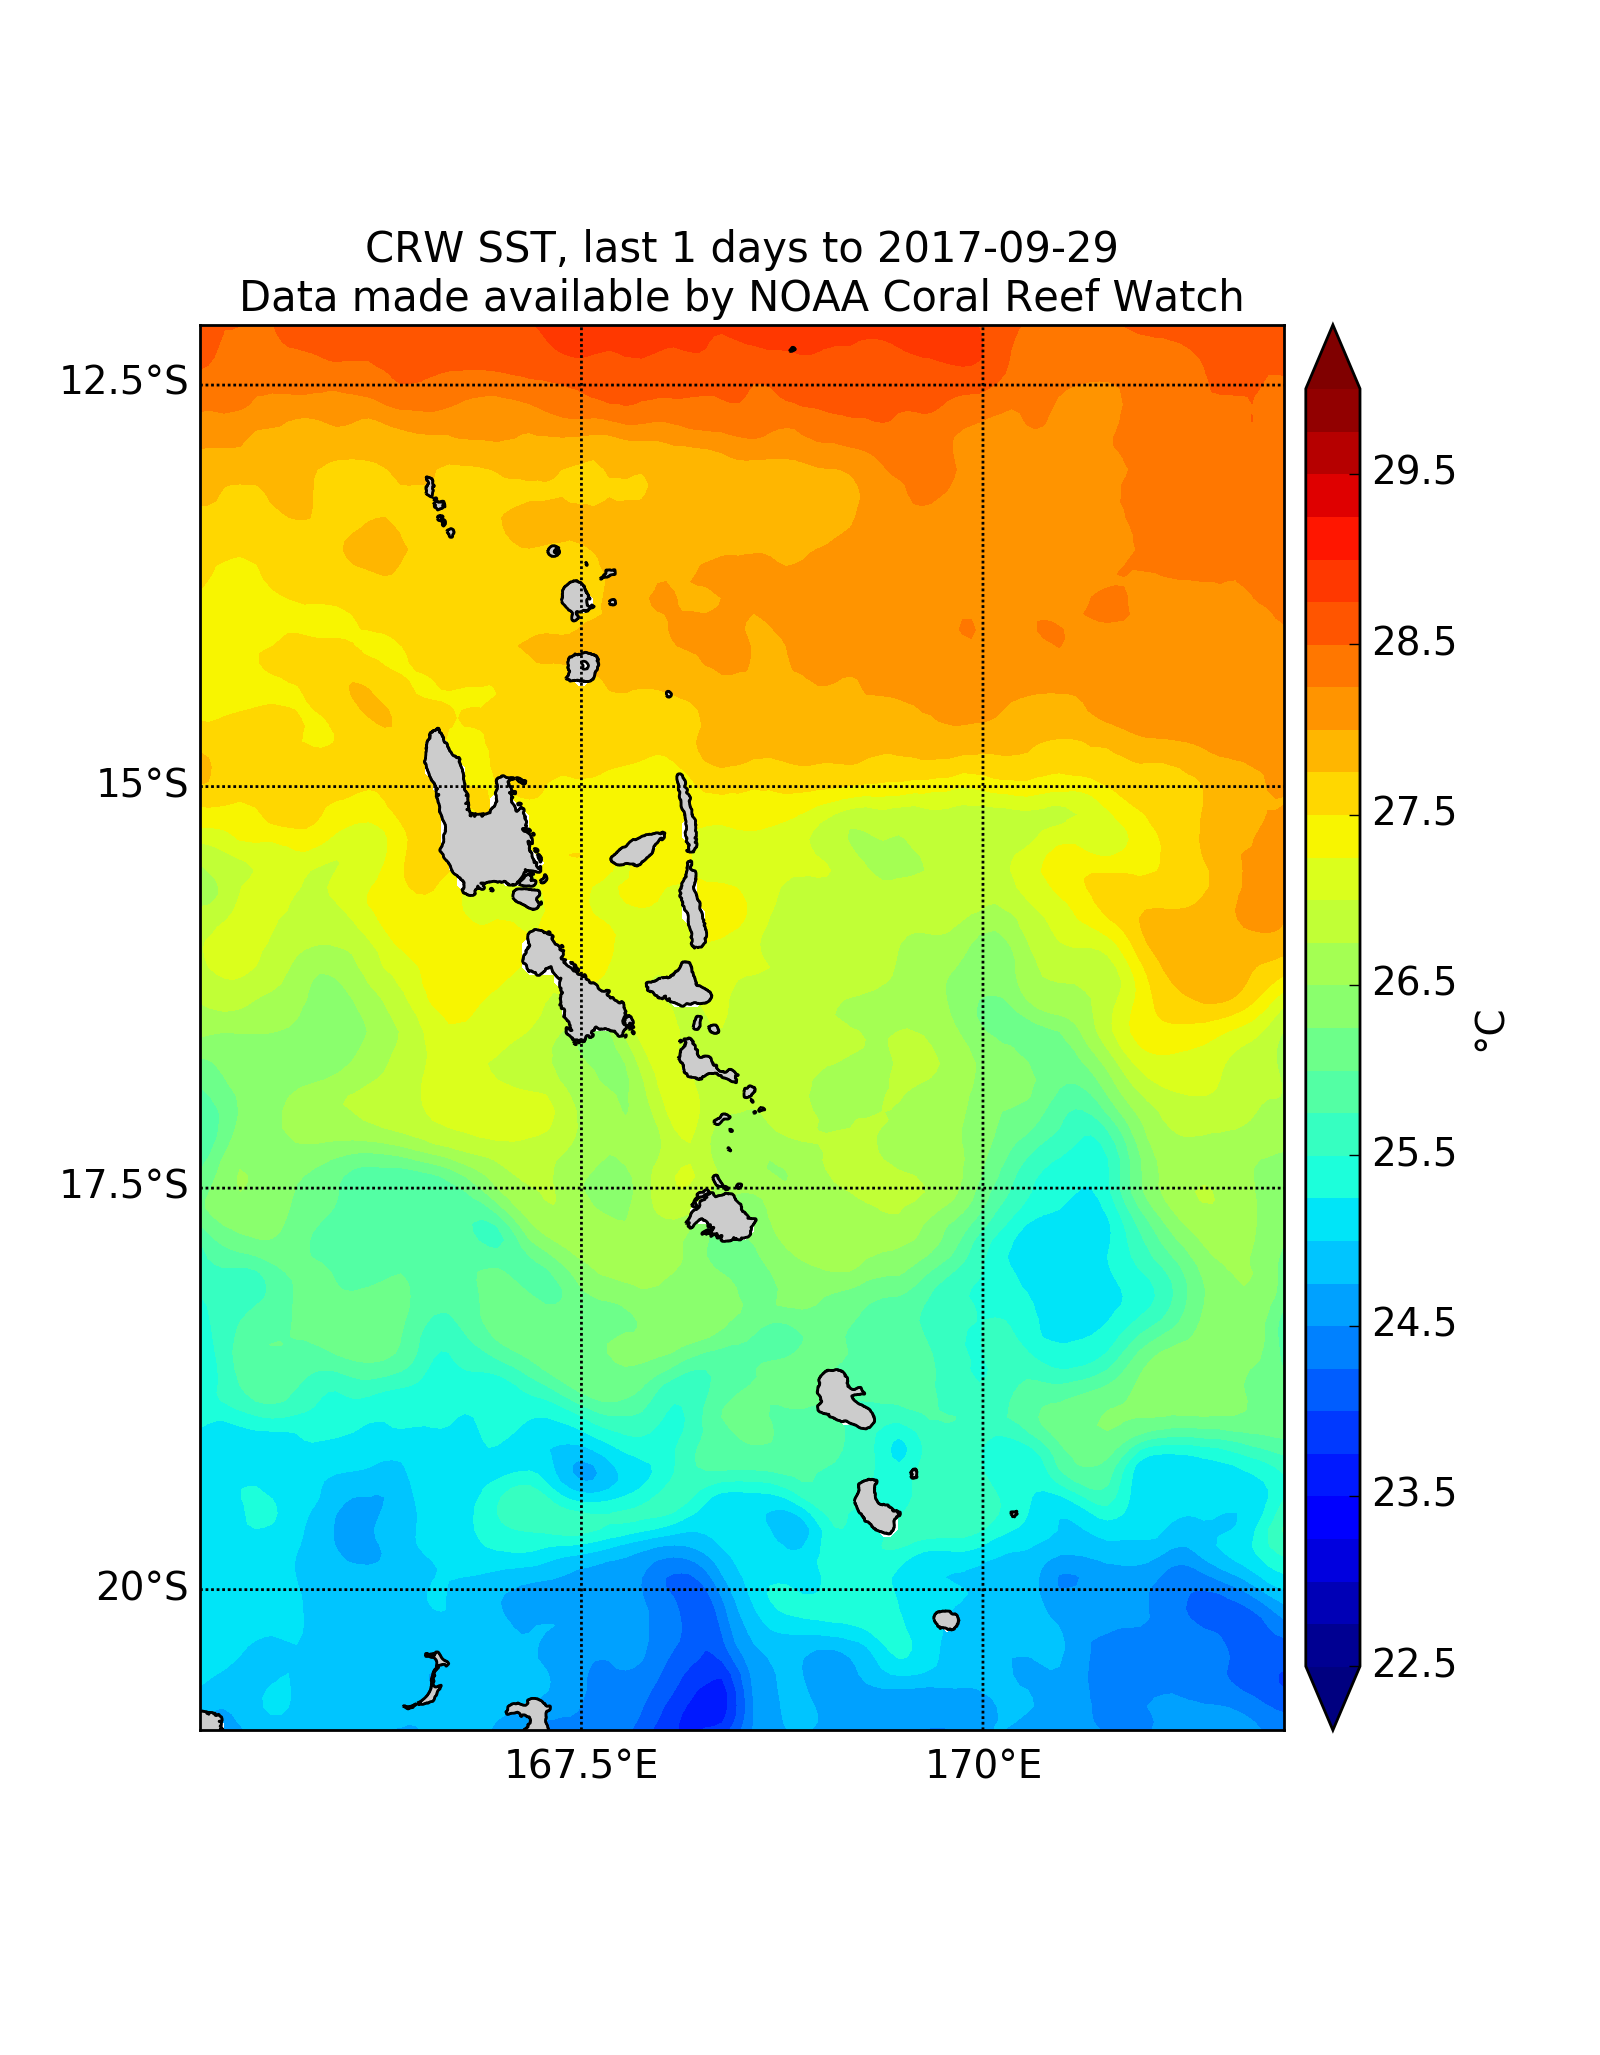 CRW SST, last 1 days to 2017-09-29
Data made available by NOAA Coral Reef Watch
12.5°S
15°S
17.5°S
20°S
167.5°E
170°E
29.5
28.5
27.5
26.5
25.5
24.5
23.5
22.5
°C